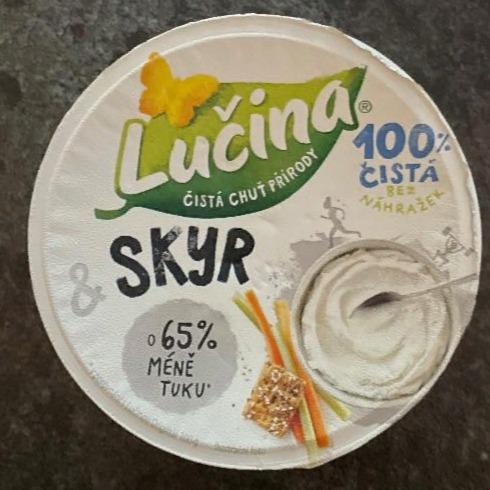 Lučina®
ČISTÁ CHUŤ PŘÍRODY
100%
ČISTÁ
BEZ
NÁHRAŽEK
& SKYR
O 65%
MÉNĚ
TUKU*